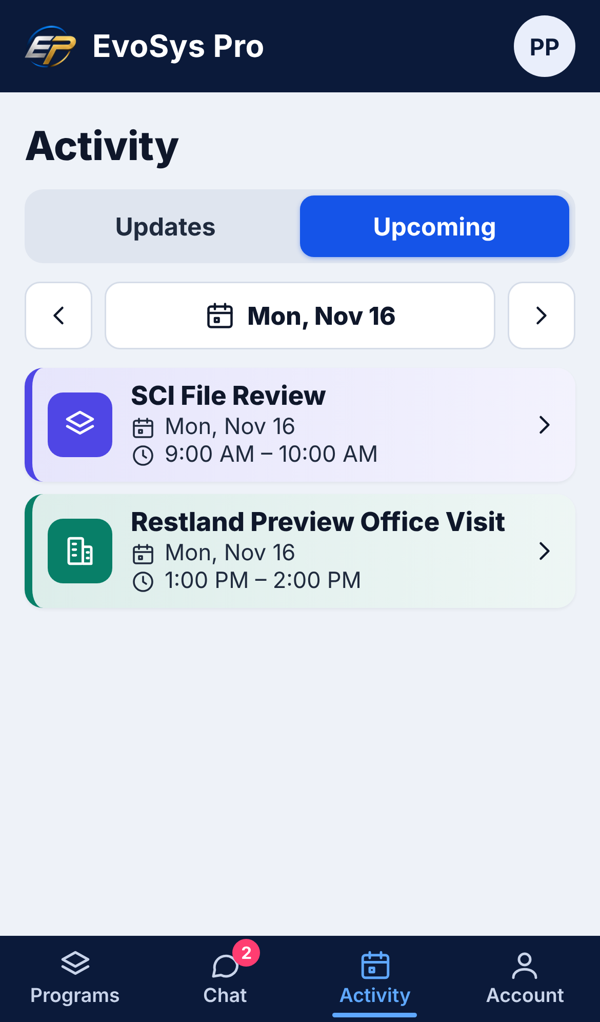 EP EvoSys Pro
PP
Activity
Updates
Upcoming
Mon, Nov 16
SCI File Review
Mon, Nov 16
9:00 AM – 10:00 AM
Restland Preview Office Visit
Mon, Nov 16
1:00 PM – 2:00 PM
2
Programs
Chat
Activity
Account